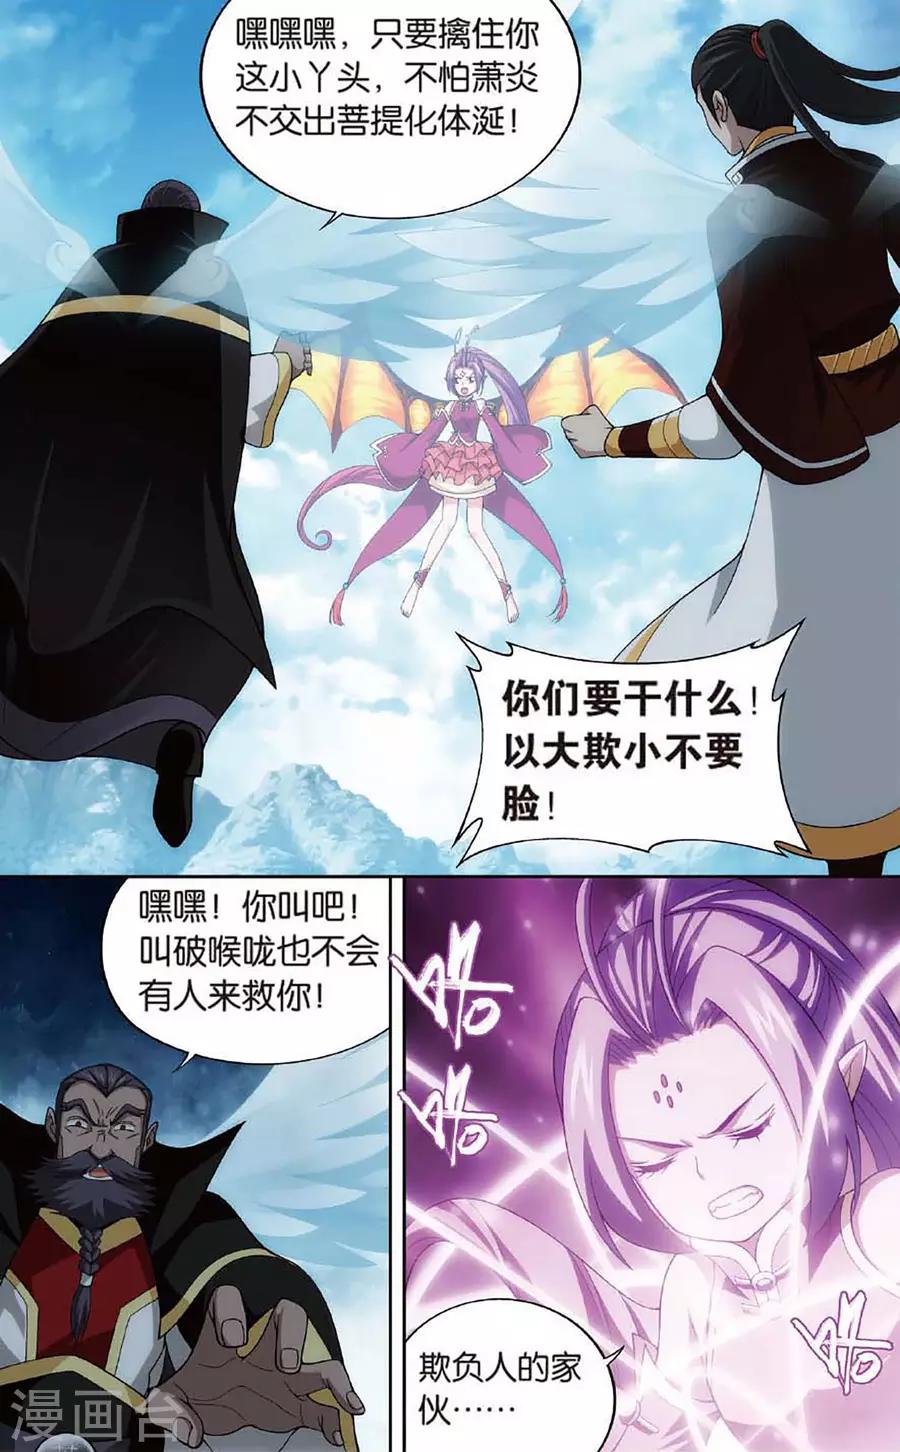 嘿嘿嘿，只要擒住你
这小丫头，不怕萧炎
不交出菩提化体涎！
你们要干什么！
以大欺小不要
脸！
嘿嘿！你叫吧！
叫破喉咙也不会
有人来救你！
欺负人的家
伙……
漫画台